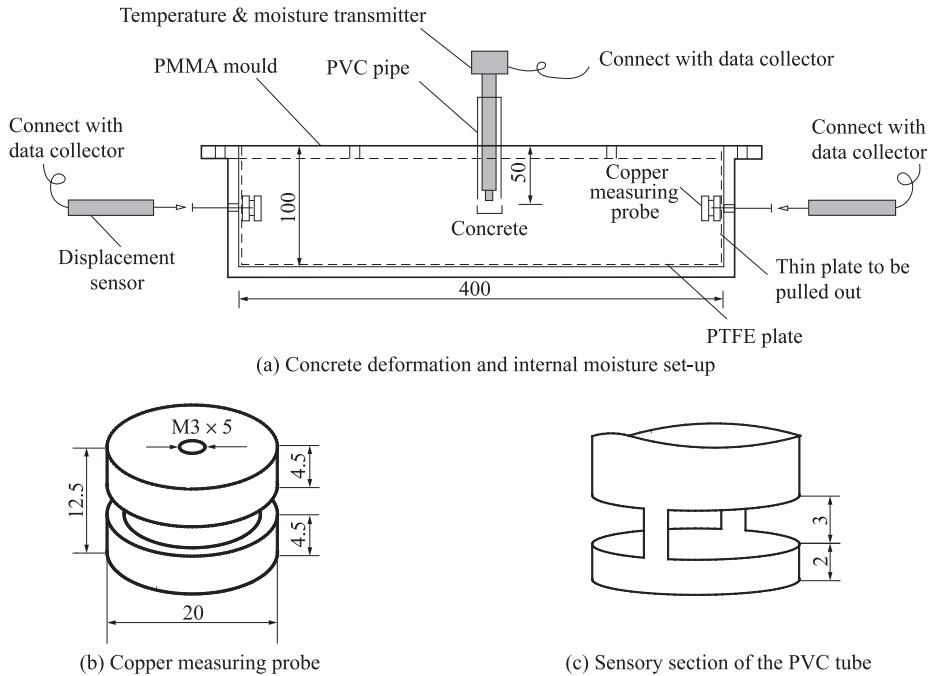 Temperature & moisture transmitter
PMMA mould
PVC pipe
Connect with data collector
Connect with
data collector
Connect with
data collector
100
50
Copper
measuring
probe
Concrete
Displacement
sensor
Thin plate to be
pulled out
400
PTFE plate
(a) Concrete deformation and internal moisture set-up
M3 × 5
12.5
4.5
4.5
20
3
2
(b) Copper measuring probe
(c) Sensory section of the PVC tube